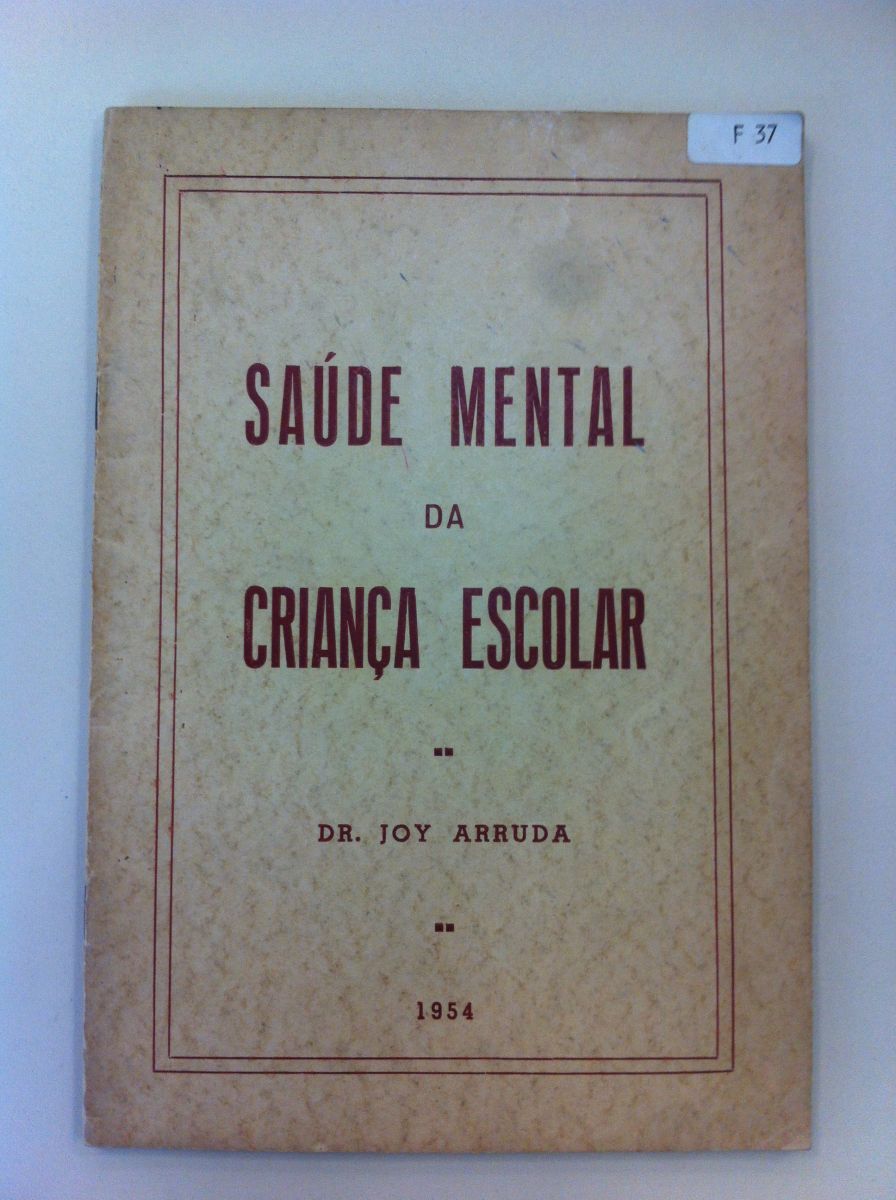 F 37
SAÚDE MENTAL
DA
CRIANÇA ESCOLAR
DR. JOY ARRUDA
1954